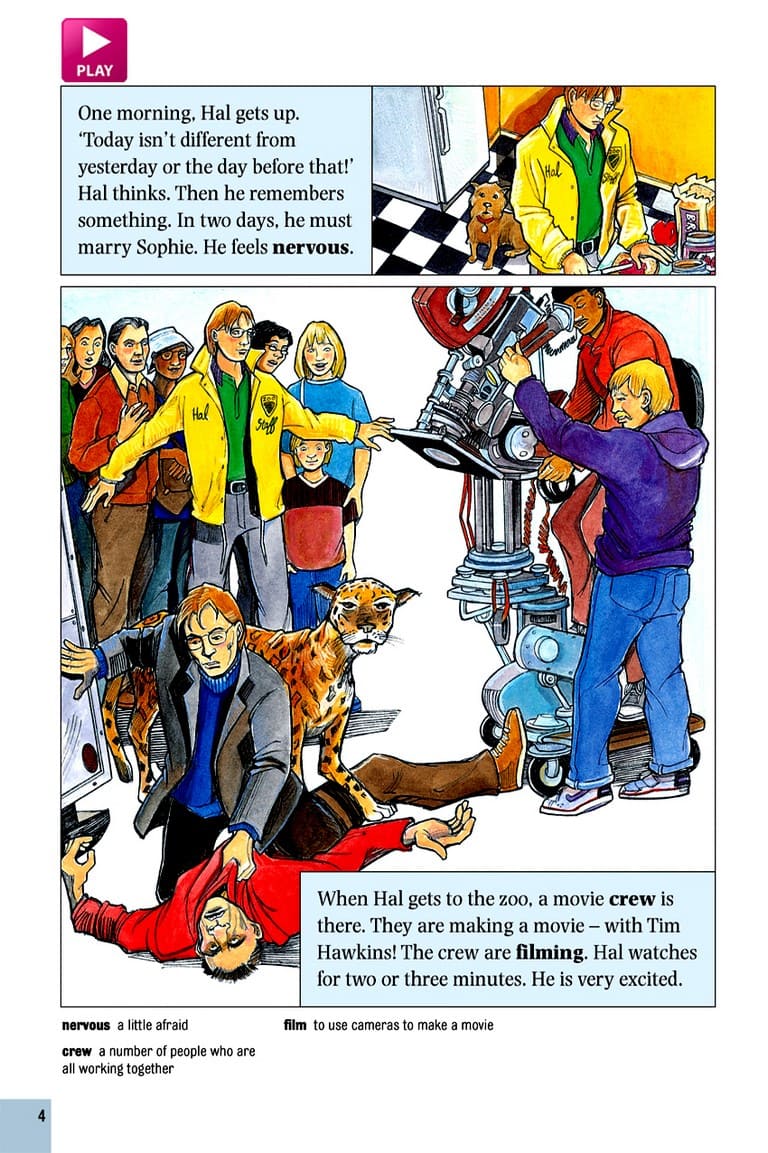 PLAY
One morning, Hal gets up.
‘Today isn’t different from
yesterday or the day before that!’
Hal thinks. Then he remembers
something. In two days, he must
marry Sophie. He feels nervous.
Hal
Staff
Hal
ZOO
Staff
When Hal gets to the zoo, a movie crew is
there. They are making a movie – with Tim
Hawkins! The crew are filming. Hal watches
for two or three minutes. He is very excited.
nervous a little afraid
crew a number of people who are
all working together
film to use cameras to make a movie
4